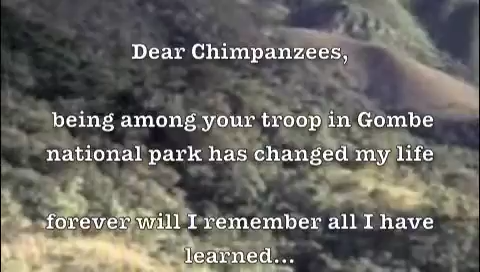 Dear Chimpanzees,
being among your troop in Gombe
national park has changed my life
forever will I remember all I have
learned...